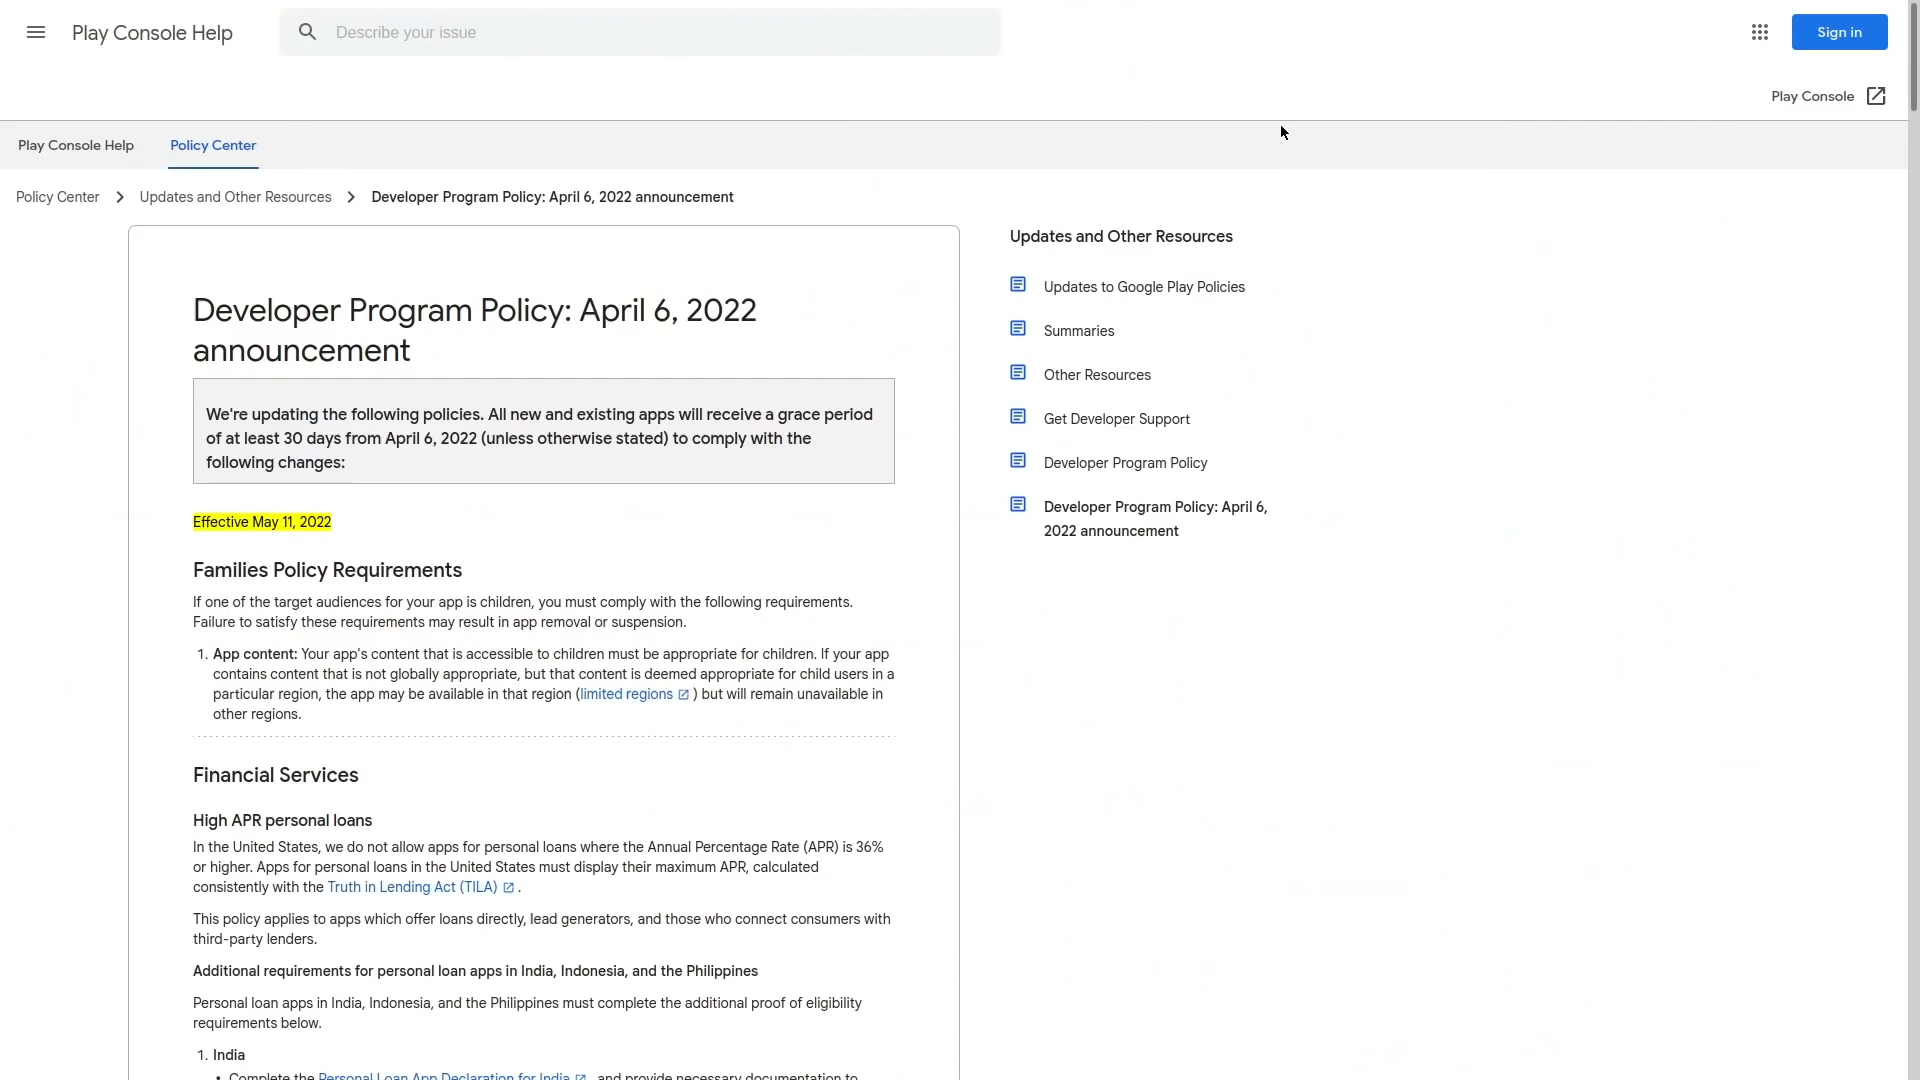 Play Console Help
Describe your issue
Sign in
Play Console
Play Console Help
Policy Center
Policy Center
Updates and Other Resources
Developer Program Policy: April 6, 2022 announcement
Developer Program Policy: April 6, 2022
announcement
We're updating the following policies. All new and existing apps will receive a grace period
of at least 30 days from April 6, 2022 (unless otherwise stated) to comply with the
following changes:
Effective May 11, 2022
Families Policy Requirements
If one of the target audiences for your app is children, you must comply with the following requirements.
Failure to satisfy these requirements may result in app removal or suspension.
1. App content: Your app's content that is accessible to children must be appropriate for children. If your app
contains content that is not globally appropriate, but that content is deemed appropriate for child users in a
particular region, the app may be available in that region (limited regions ) but will remain unavailable in
other regions.
Financial Services
High APR personal loans
In the United States, we do not allow apps for personal loans where the Annual Percentage Rate (APR) is 36%
or higher. Apps for personal loans in the United States must display their maximum APR, calculated
consistently with the Truth in Lending Act (TILA) .
This policy applies to apps which offer loans directly, lead generators, and those who connect consumers with
third-party lenders.
Additional requirements for personal loan apps in India, Indonesia, and the Philippines
Personal loan apps in India, Indonesia, and the Philippines must complete the additional proof of eligibility
requirements below.
1. India
• Complete the Personal Loan App Declaration for India , and provide necessary documentation to
Updates and Other Resources
Updates to Google Play Policies
Summaries
Other Resources
Get Developer Support
Developer Program Policy
Developer Program Policy: April 6,
2022 announcement